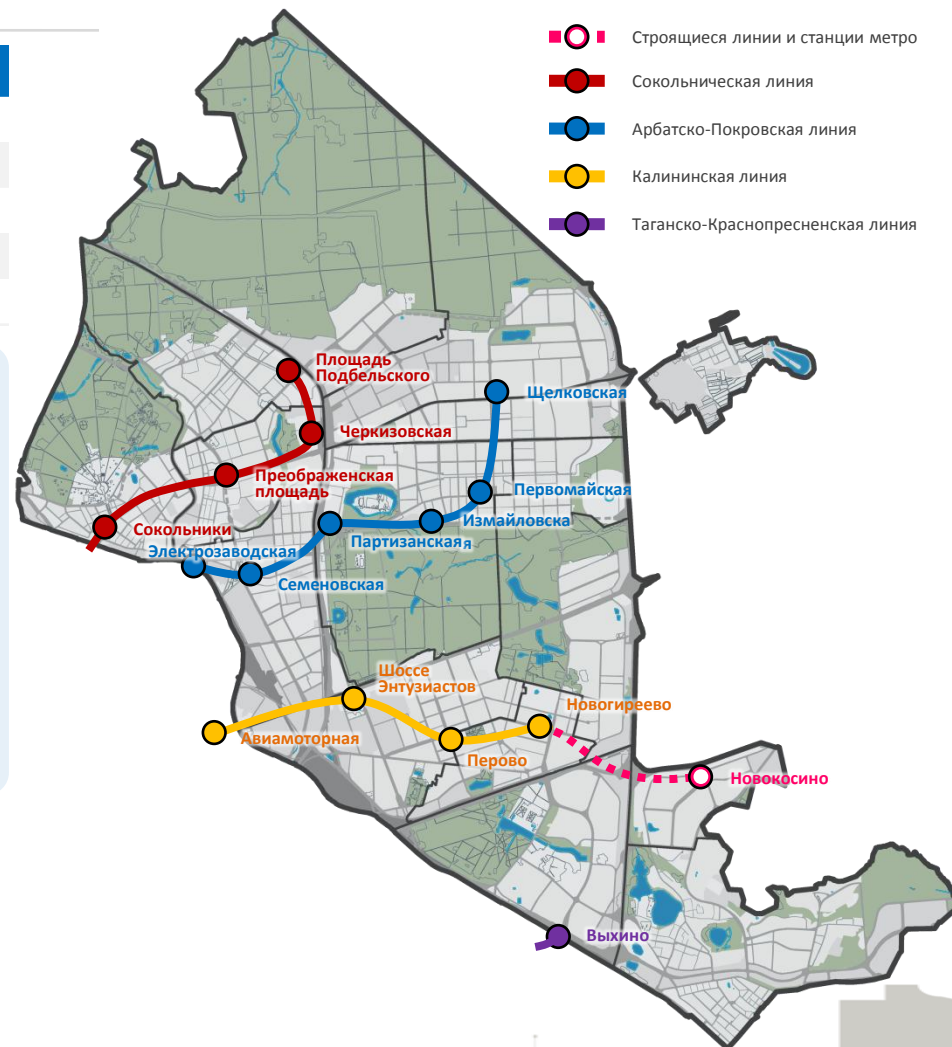 Строящиеся линии и станции метро
Сокольническая линия
Арбатско-Покровская линия
Калининская линия
Таганско-Краснопресненская линия
Площадь
Подбельского
Щелковская
Черкизовская
Преображенская
площадь
Первомайская
Измайловска
Сокольники
Партизанская
я
Электрозаводская
Семеновская
Шоссе
Энтузиастов
Новогиреево
Авиамоторная
Перово
Новокосино
Выхино